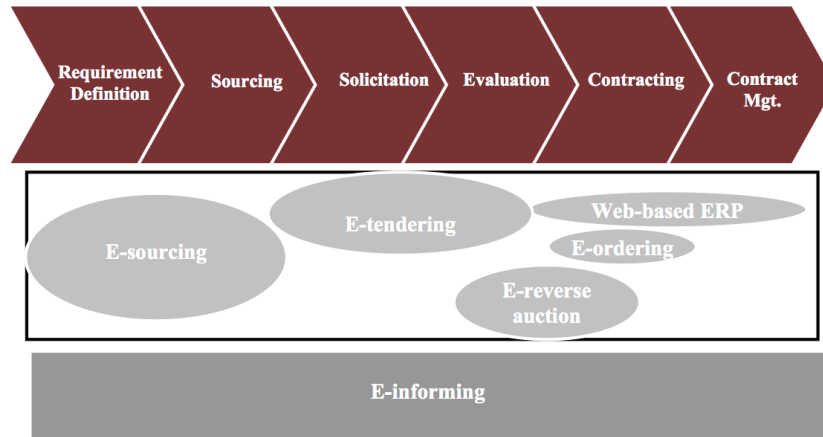 Requirement
Definition
Sourcing
Solicitation
Evaluation
Contracting
Contract
Mgt.
E-sourcing
E-tendering
Web-based ERP
E-ordering
E-reverse
auction
E-informing